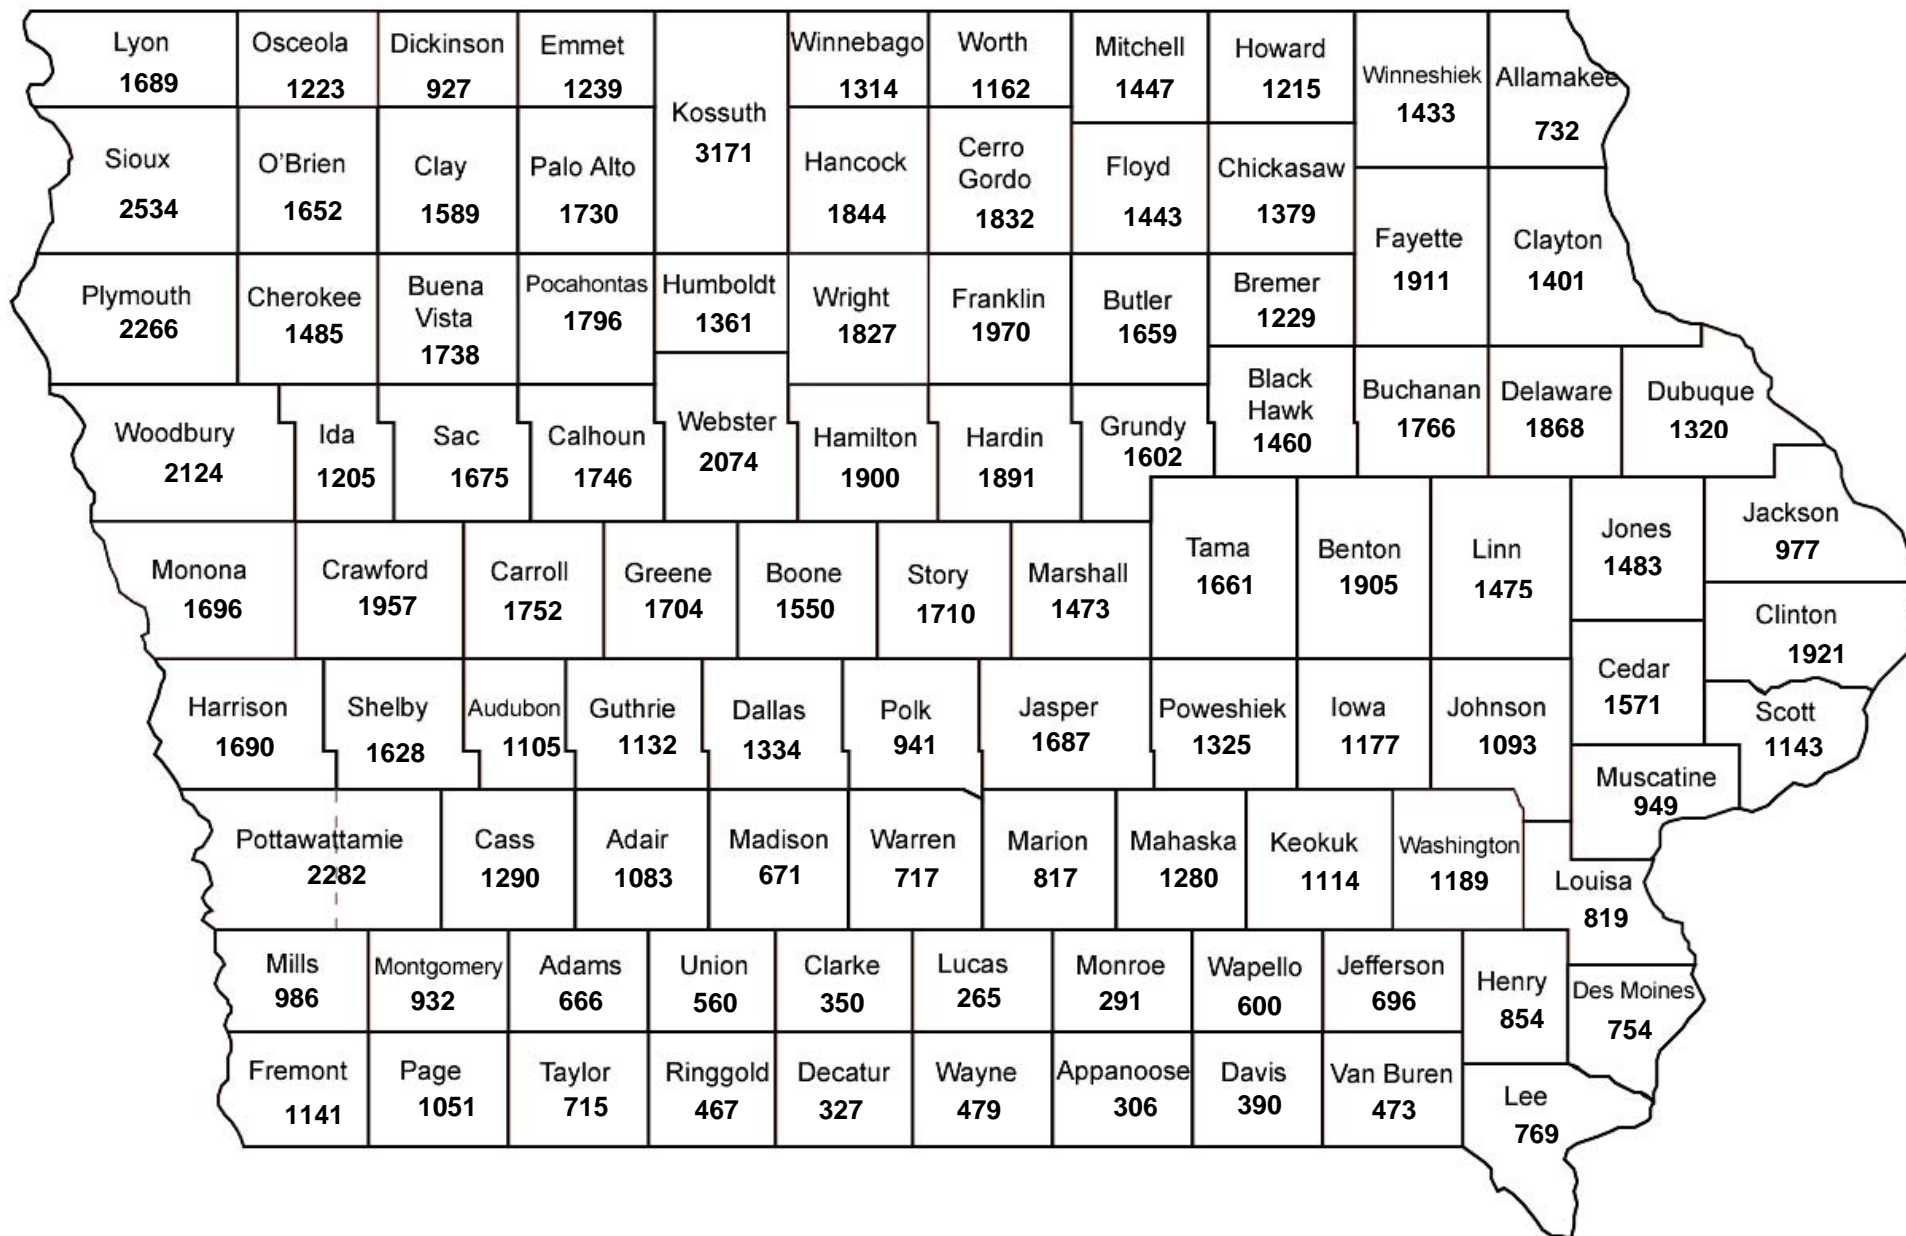 Lyon
1689
Osceola
1223
Dickinson
927
Emmet
1239
Kossuth
3171
Winnebago
1314
Worth
1162
Mitchell
1447
Howard
1215
Winneshiek
1433
Allamakee
732
Sioux
2534
O'Brien
1652
Clay
1589
Palo Alto
1730
Hancock
1844
Cerro
Gordo
1832
Floyd
1443
Chickasaw
1379
Fayette
1911
Clayton
1401
Plymouth
2266
Cherokee
1485
Buena
Vista
1738
Pocahontas
1796
Humboldt
1361
Wright
1827
Franklin
1970
Butler
1659
Bremer
1229
Black
Hawk
1460
Buchanan
1766
Delaware
1868
Dubuque
1320
Woodbury
2124
Ida
1205
Sac
1675
Calhoun
1746
Webster
2074
Hamilton
1900
Hardin
1891
Grundy
1602
Monona
1696
Crawford
1957
Carroll
1752
Greene
1704
Boone
1550
Story
1710
Marshall
1473
Tama
1661
Benton
1905
Linn
1475
Jones
1483
Jackson
977
Clinton
1921
Harrison
1690
Shelby
1628
Audubon
1105
Guthrie
1132
Dallas
1334
Polk
941
Jasper
1687
Poweshiek
1325
Iowa
1177
Johnson
1093
Cedar
1571
Scott
1143
Muscatine
949
Pottawattamie
2282
Cass
1290
Adair
1083
Madison
671
Warren
717
Marion
817
Mahaska
1280
Keokuk
1114
Washington
1189
Louisa
819
Mills
986
Montgomery
932
Adams
666
Union
560
Clarke
350
Lucas
265
Monroe
291
Wapello
600
Jefferson
696
Henry
854
Des Moines
754
Fremont
1141
Page
1051
Taylor
715
Ringgold
467
Decatur
327
Wayne
479
Appanoose
306
Davis
390
Van Buren
473
Lee
769